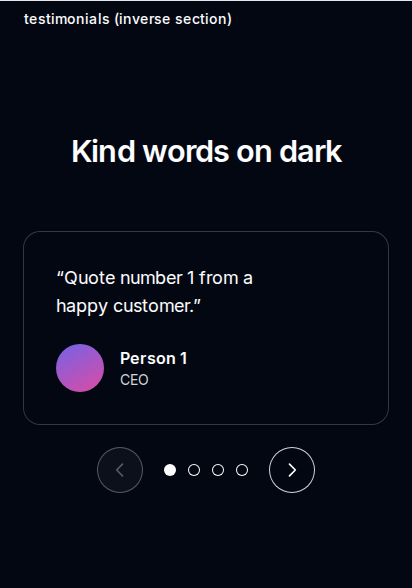 testimonials (inverse section)
Kind words on dark
“Quote number 1 from a
happy customer.”
Person 1
CEO